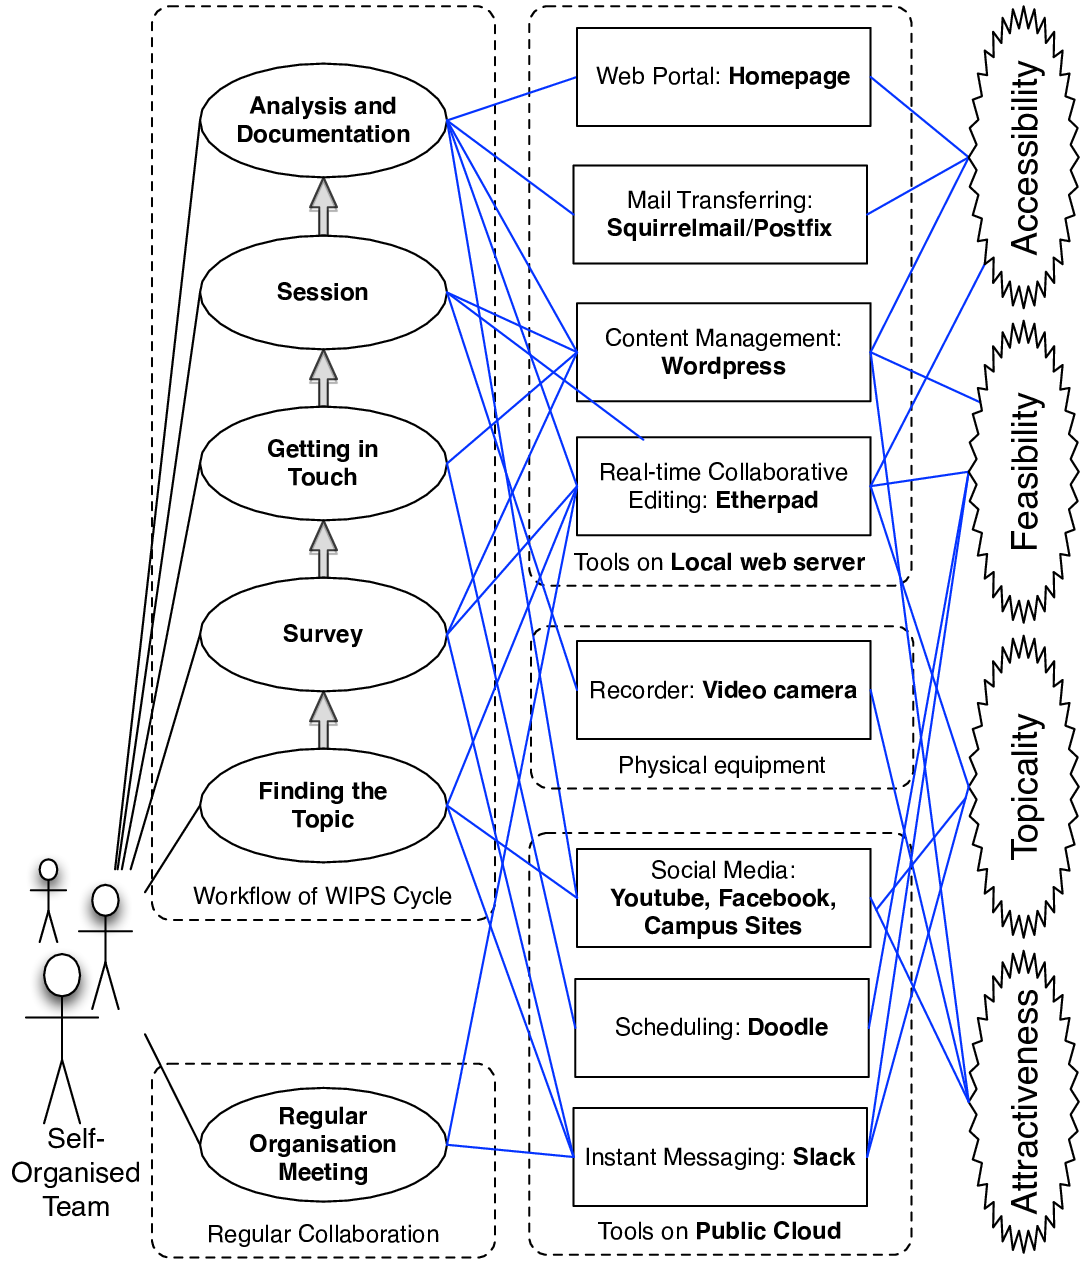 Analysis and
Documentation
Session
Getting in
Touch
Survey
Finding the
Topic
Workflow of WIPS Cycle
Self-
Organised
Team
Regular
Organisation
Meeting
Regular Collaboration
Web Portal: Homepage
Mail Transferring:
Squirrelmail/Postfix
Content Management:
Wordpress
Real-time Collaborative
Editing: Etherpad
Tools on Local web server
Recorder: Video camera
Physical equipment
Social Media:
Youtube, Facebook,
Campus Sites
Scheduling: Doodle
Instant Messaging: Slack
Tools on Public Cloud
Accessibility
Feasibility
Topicality
Attractiveness